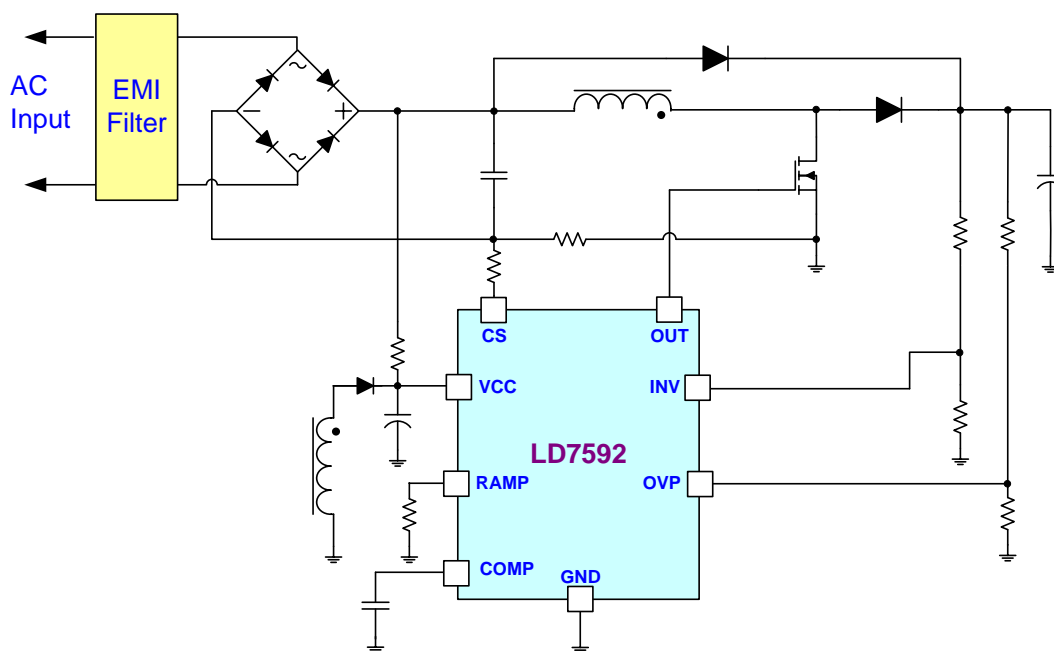 AC
Input
EMI
Filter
~
~
−
+
CS
OUT
VCC
INV
LD7592
RAMP
OVP
COMP
GND